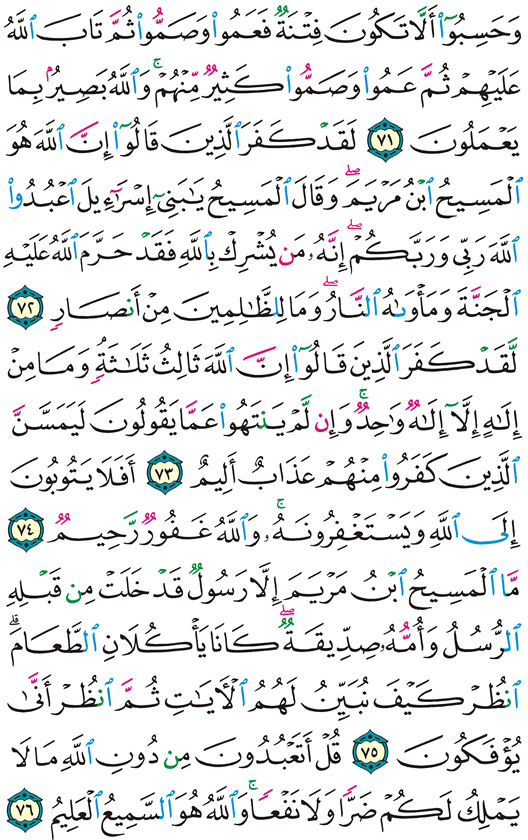 وَحَسِبُوٓا۟ أَلَّا تَكُونَ فِتْنَةٌ فَعَمُوا۟ وَصَمُّوا۟ ثُمَّ تَابَ ٱللَّهُ
عَلَيْهِمْ ثُمَّ عَمُوا۟ وَصَمُّوا۟ كَثِيرٌ مِّنْهُمْ ۚ وَٱللَّهُ بَصِيرٌۢ بِمَا
يَعْمَلُونَ ٧١ لَقَدْ كَفَرَ ٱلَّذِينَ قَالُوٓا۟ إِنَّ ٱللَّهَ هُوَ
ٱلْمَسِيحُ ٱبْنُ مَرْيَمَ ۖ وَقَالَ ٱلْمَسِيحُ يَٰبَنِىٓ إِسْرَٰٓءِيلَ ٱعْبُدُوا۟
ٱللَّهَ رَبِّى وَرَبَّكُمْ ۖ إِنَّهُۥ مَن يُشْرِكْ بِٱللَّهِ فَقَدْ حَرَّمَ ٱللَّهُ عَلَيْهِ
ٱلْجَنَّةَ وَمَأْوَىٰهُ ٱلنَّارُ ۖ وَمَا لِلظَّٰلِمِينَ مِنْ أَنصَارٍ ٧٢
لَّقَدْ كَفَرَ ٱلَّذِينَ قَالُوٓا۟ إِنَّ ٱللَّهَ ثَالِثُ ثَلَٰثَةٍ ۘ وَمَا مِنْ
إِلَٰهٍ إِلَّآ إِلَٰهٌ وَٰحِدٌ ۚ وَإِن لَّمْ يَنتَهُوا۟ عَمَّا يَقُولُونَ لَيَمَسَّنَّ
ٱلَّذِينَ كَفَرُوا۟ مِنْهُمْ عَذَابٌ أَلِيمٌ ٧٣ أَفَلَا يَتُوبُونَ
إِلَى ٱللَّهِ وَيَسْتَغْفِرُونَهُۥ ۚ وَٱللَّهُ غَفُورٌ رَّحِيمٌ ٧٤
مَّا ٱلْمَسِيحُ ٱبْنُ مَرْيَمَ إِلَّا رَسُولٌ قَدْ خَلَتْ مِن قَبْلِهِ
ٱلرُّسُلُ وَأُمُّهُۥ صِدِّيقَةٌ ۖ كَانَا يَأْكُلَانِ ٱلطَّعَامَ ۗ
ٱنظُرْ كَيْفَ نُبَيِّنُ لَهُمُ ٱلْءَايَٰتِ ثُمَّ ٱنظُرْ أَنَّىٰ
يُؤْفَكُونَ ٧٥ قُلْ أَتَعْبُدُونَ مِن دُونِ ٱللَّهِ مَا لَا
يَمْلِكُ لَكُمْ ضَرًّا وَلَا نَفْعًا ۚ وَٱللَّهُ هُوَ ٱلسَّمِيعُ ٱلْعَلِيمُ ٧٦